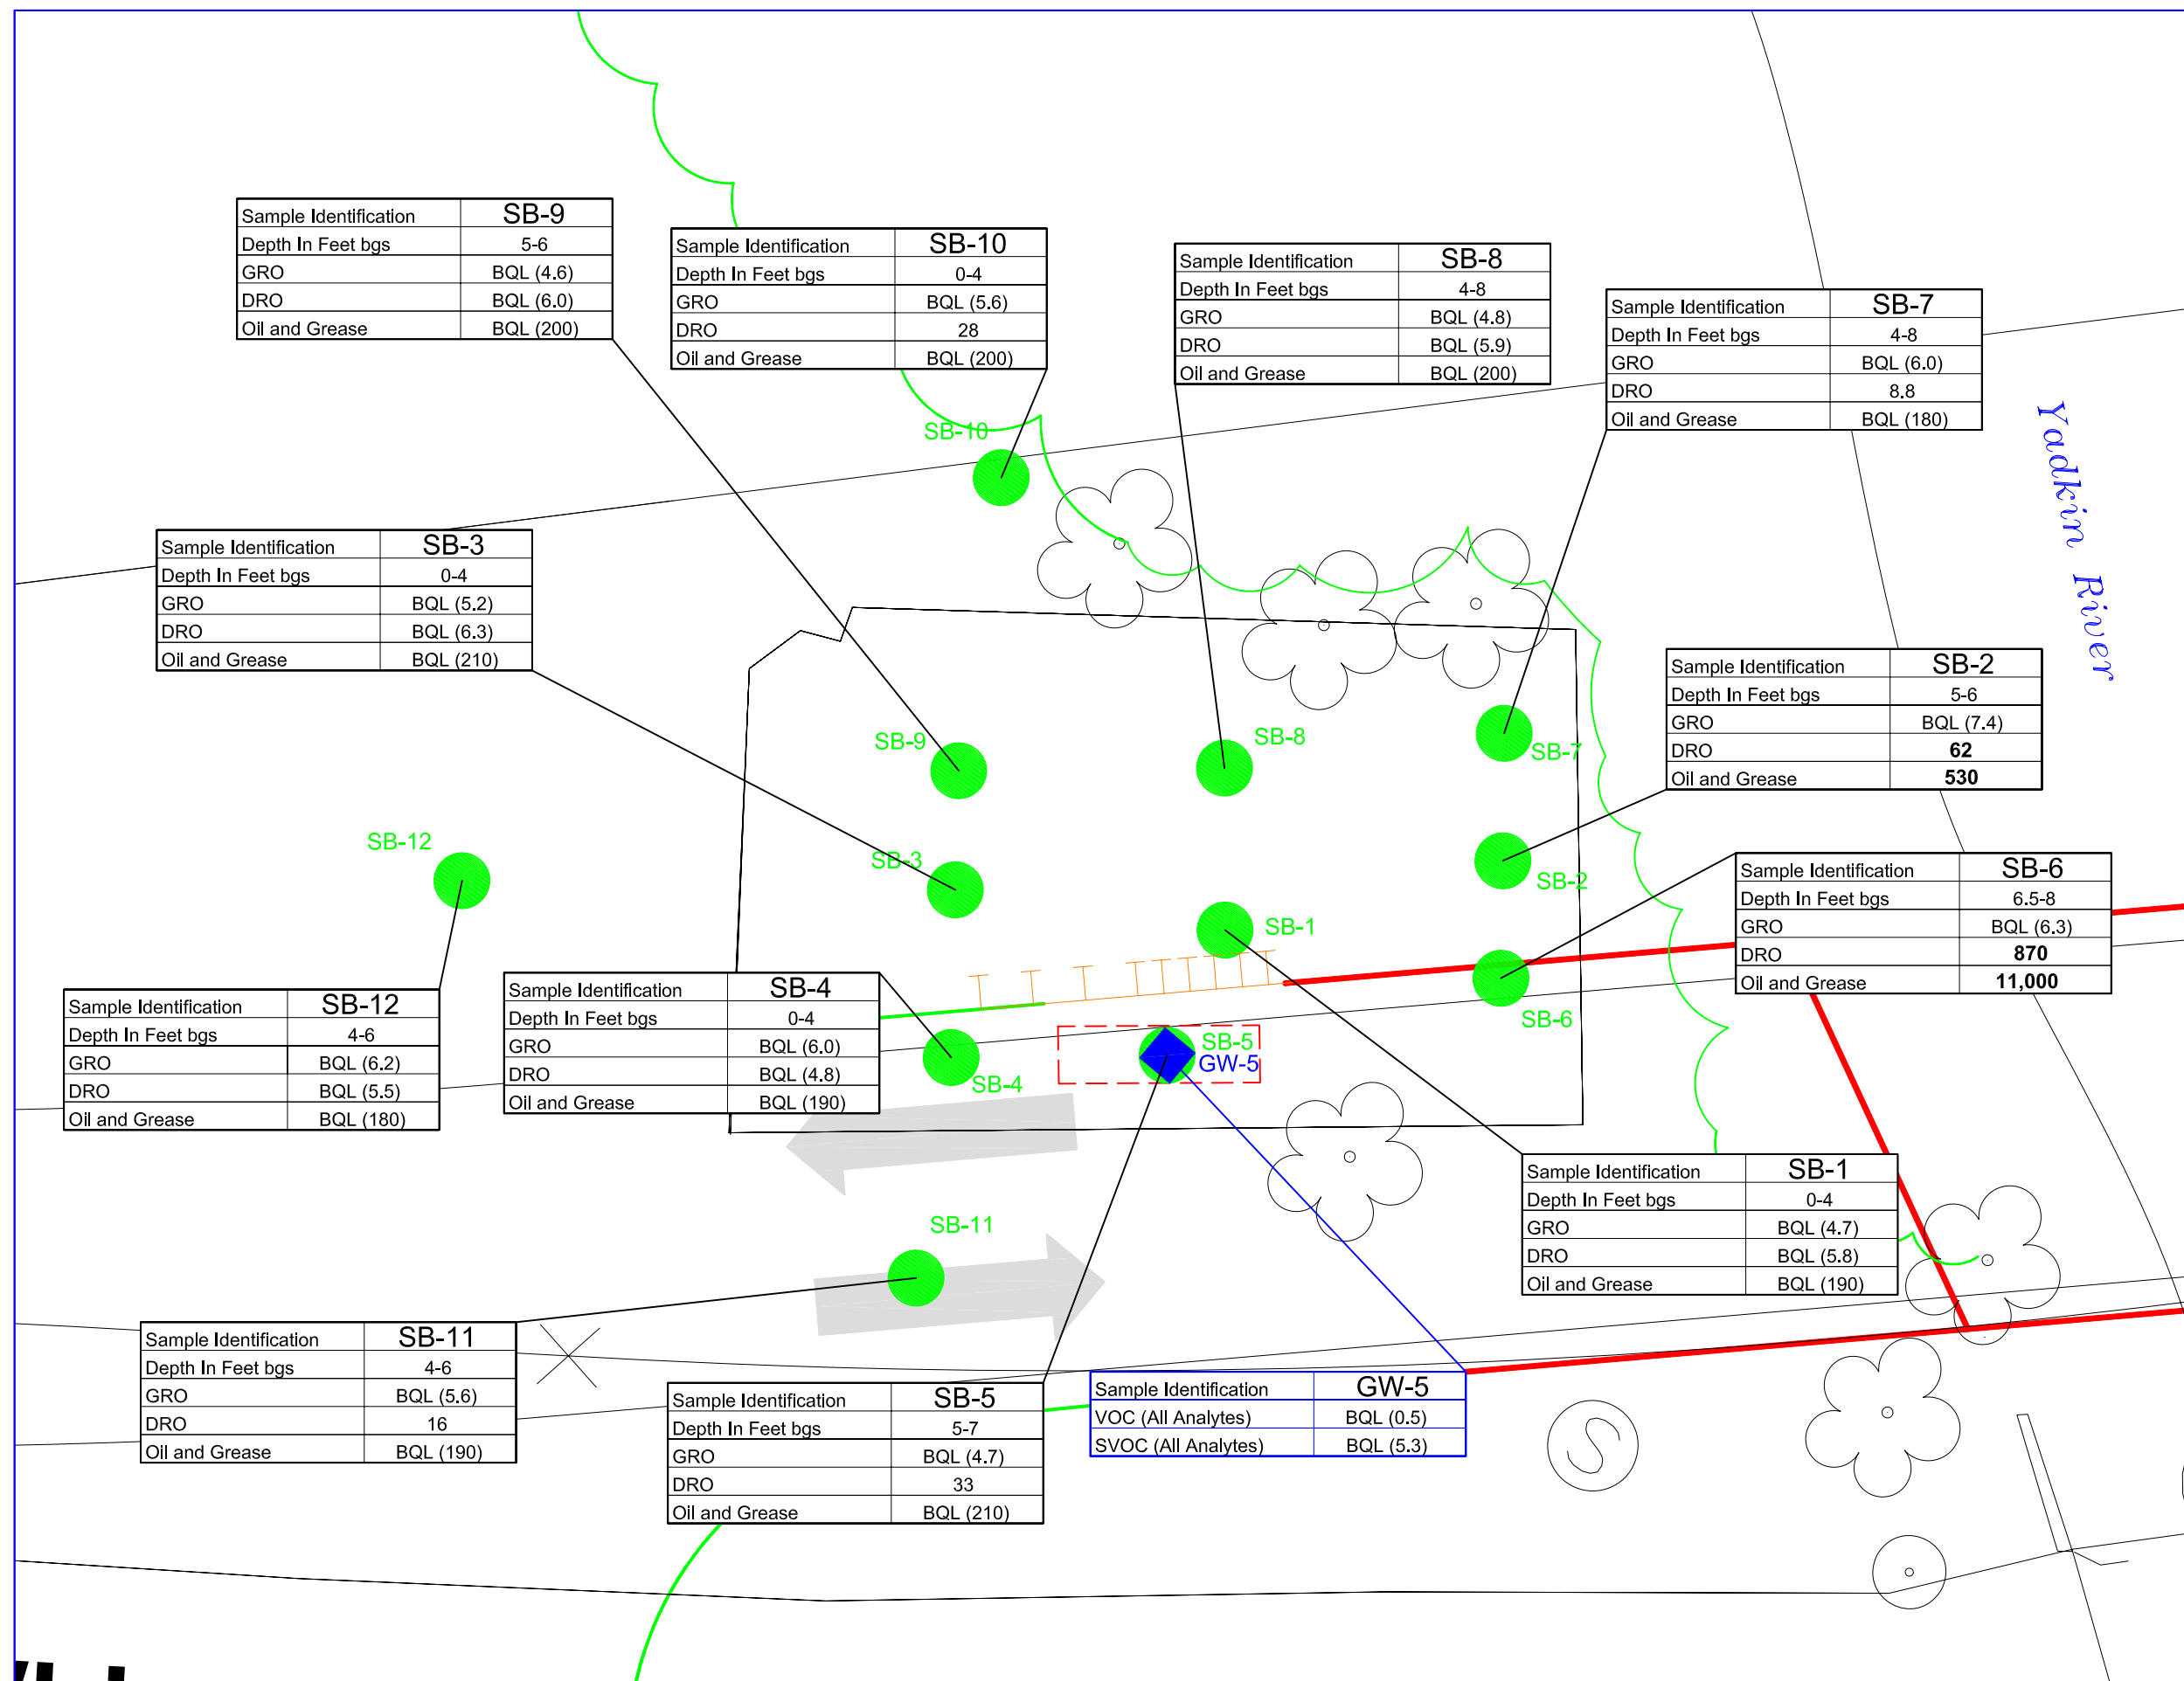 Sample Identification SB-9
Depth In Feet bgs 5-6
GRO BQL (4.6)
DRO BQL (6.0)
Oil and Grease BQL (200)
Sample Identification SB-10
Depth In Feet bgs 0-4
GRO BQL (5.6)
DRO 28
Oil and Grease BQL (200)
Sample Identification SB-8
Depth In Feet bgs 4-8
GRO BQL (4.8)
DRO BQL (5.9)
Oil and Grease BQL (200)
Sample Identification SB-7
Depth In Feet bgs 4-8
GRO BQL (6.0)
DRO 8.8
Oil and Grease BQL (180)
Yadkin River
SB-10
Sample Identification SB-3
Depth In Feet bgs 0-4
GRO BQL (5.2)
DRO BQL (6.3)
Oil and Grease BQL (210)
Sample Identification SB-2
Depth In Feet bgs 5-6
GRO BQL (7.4)
DRO 62
Oil and Grease 530
SB-9
SB-8
SB-7
SB-12
SB-3
SB-2
SB-1
Sample Identification SB-6
Depth In Feet bgs 6.5-8
GRO BQL (6.3)
DRO 870
Oil and Grease 11,000
Sample Identification SB-12
Depth In Feet bgs 4-6
GRO BQL (6.2)
DRO BQL (5.5)
Oil and Grease BQL (180)
Sample Identification SB-4
Depth In Feet bgs 0-4
GRO BQL (6.0)
DRO BQL (4.8)
Oil and Grease BQL (190)
SB-6
SB-5
GW-5
SB-4
Sample Identification SB-1
Depth In Feet bgs 0-4
GRO BQL (4.7)
DRO BQL (5.8)
Oil and Grease BQL (190)
SB-11
Sample Identification SB-11
Depth In Feet bgs 4-6
GRO BQL (5.6)
DRO 16
Oil and Grease BQL (190)
Sample Identification SB-5
Depth In Feet bgs 5-7
GRO BQL (4.7)
DRO 33
Oil and Grease BQL (210)
Sample Identification GW-5
VOC (All Analytes) BQL (0.5)
SVOC (All Analytes) BQL (5.3)
S